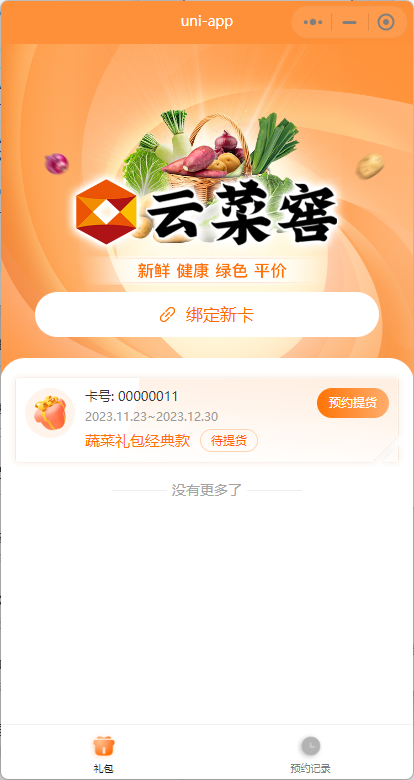 uni-app
云菜窖
新鲜 健康 绿色 平价
绑定新卡
卡号: 00000011
预约提货
2023.11.23~2023.12.30
蔬菜礼包经典款 待提货
没有更多了
礼包 预约记录